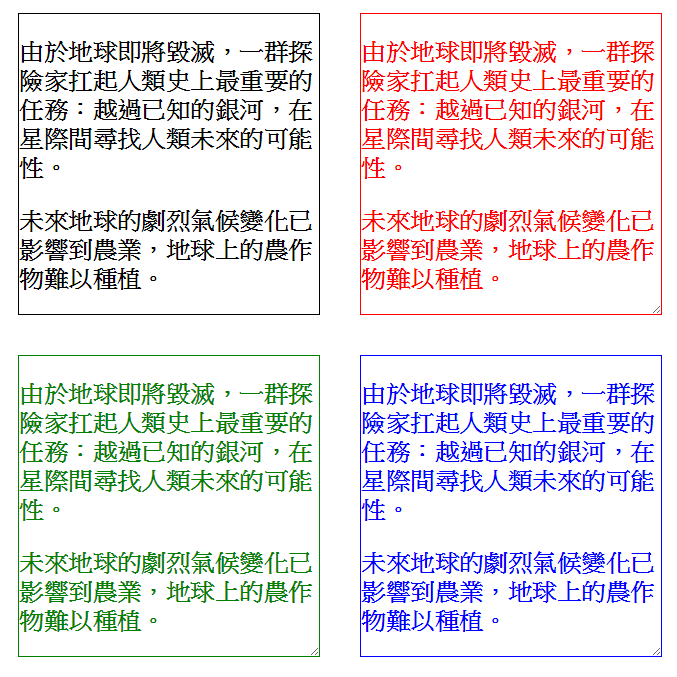 由於地球即將毀滅，一群探
險家扛起人類史上最重要的
任務：越過已知的銀河，在
星際間尋找人類未來的可能
性。
未來地球的劇烈氣候變化已
影響到農業，地球上的農作
物難以種植。
由於地球即將毀滅，一群探
險家扛起人類史上最重要的
任務：越過已知的銀河，在
星際間尋找人類未來的可能
性。
未來地球的劇烈氣候變化已
影響到農業，地球上的農作
物難以種植。
由於地球即將毀滅，一群探
險家扛起人類史上最重要的
任務：越過已知的銀河，在
星際間尋找人類未來的可能
性。
未來地球的劇烈氣候變化已
影響到農業，地球上的農作
物難以種植。
由於地球即將毀滅，一群探
險家扛起人類史上最重要的
任務：越過已知的銀河，在
星際間尋找人類未來的可能
性。
未來地球的劇烈氣候變化已
影響到農業，地球上的農作
物難以種植。